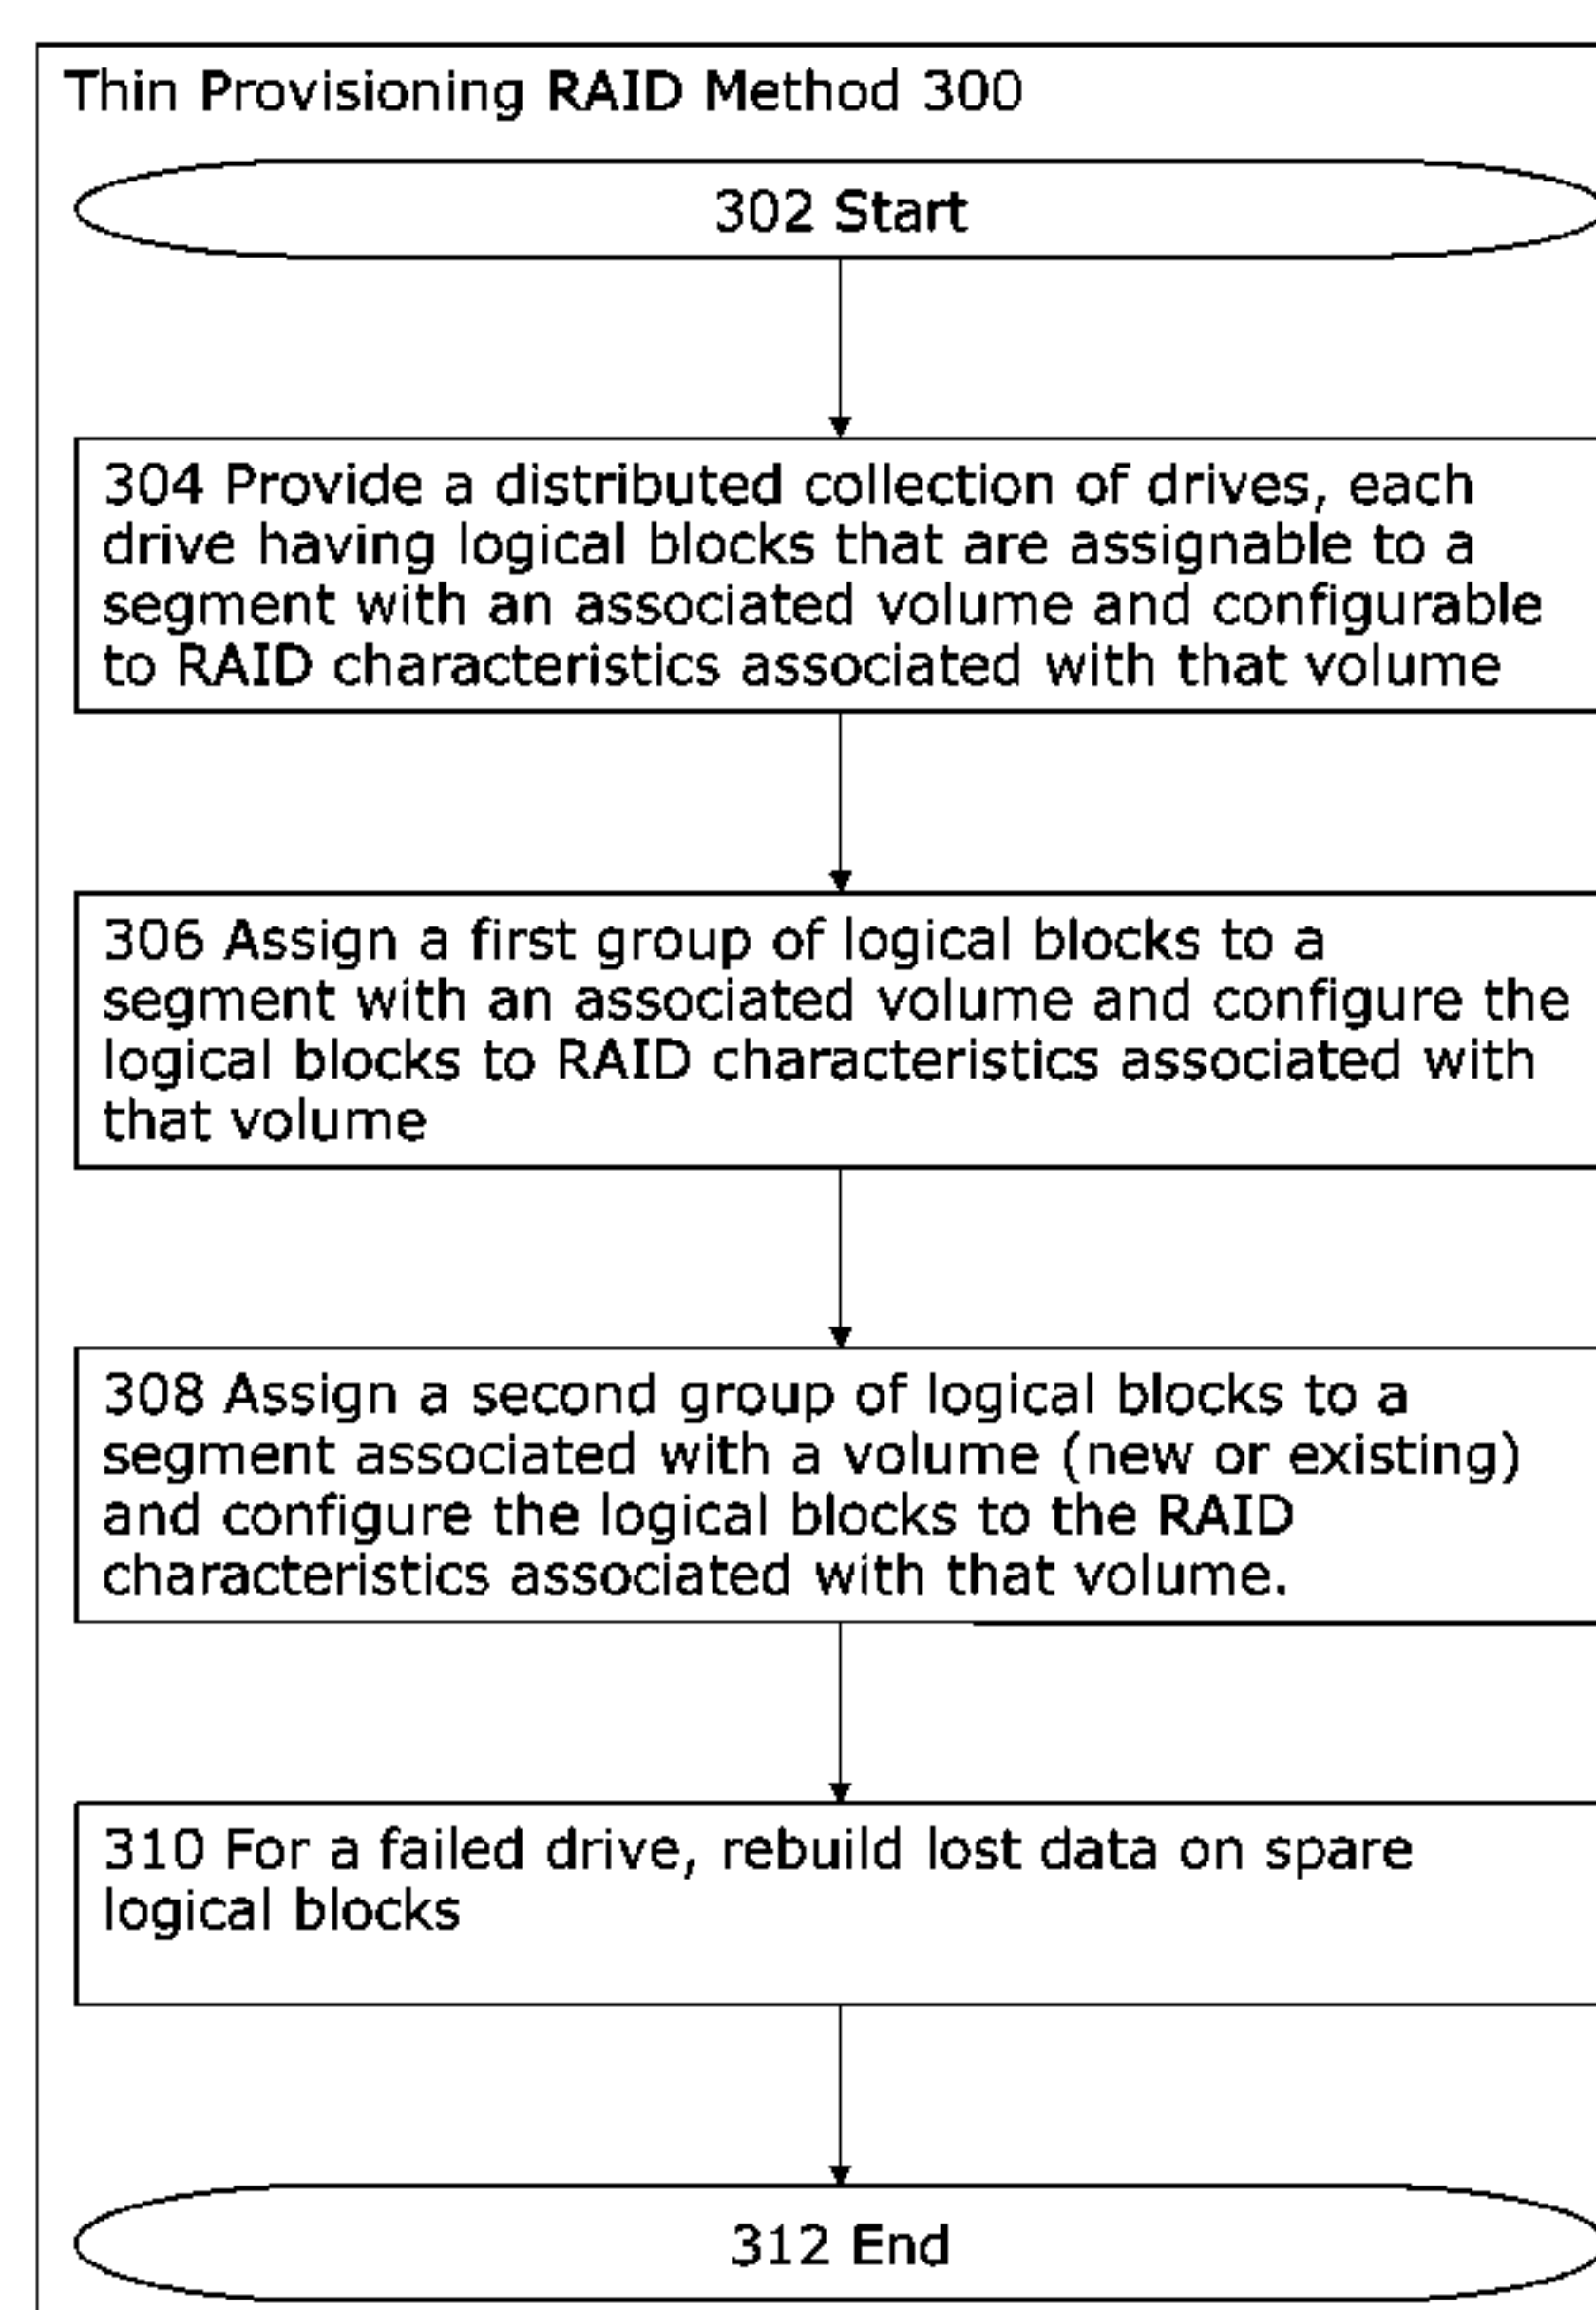 Thin Provisioning RAID Method 300
302 Start
304 Provide a distributed collection of drives, each
drive having logical blocks that are assignable to a
segment with an associated volume and configurable
to RAID characteristics associated with that volume
306 Assign a first group of logical blocks to a
segment with an associated volume and configure the
logical blocks to RAID characteristics associated with
that volume
308 Assign a second group of logical blocks to a
segment associated with a volume (new or existing)
and configure the logical blocks to the RAID
characteristics associated with that volume.
310 For a failed drive, rebuild lost data on spare
logical blocks
312 End